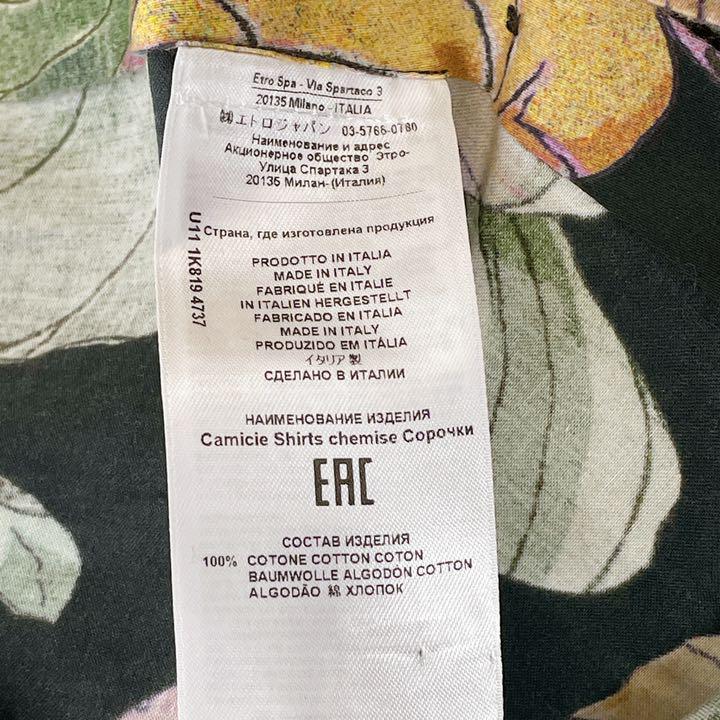 Etro Spa - Via Spartaco 3
20135 Milano - ITALIA
㈱エトロジャパン 03-5766-0780
Наименование и адрес
Акционерное общество Этро-
Улица Спартака 3
20135 Милан-(Италия)
U11 1K819 4737
Страна, где изготовлена продукция
PRODOTTO IN ITALIA
MADE IN ITALY
FABRIQUÉ EN ITALIE
IN ITALIEN HERGESTELLT
FABRICADO EN ITALIA
MADE IN ITALY
PRODUZIDO EM ITÁLIA
イタリア製
СДЕЛАНО В ИТАЛИИ
НАИМЕНОВАНИЕ ИЗДЕЛИЯ
Camicie Shirts chemise Сорочки
EAC
СОСТАВ ИЗДЕЛИЯ
100% COTONE COTTON COTON
BAUMWOLLE ALGODÓN COTTON
ALGODÃO 綿 ХЛОПОК